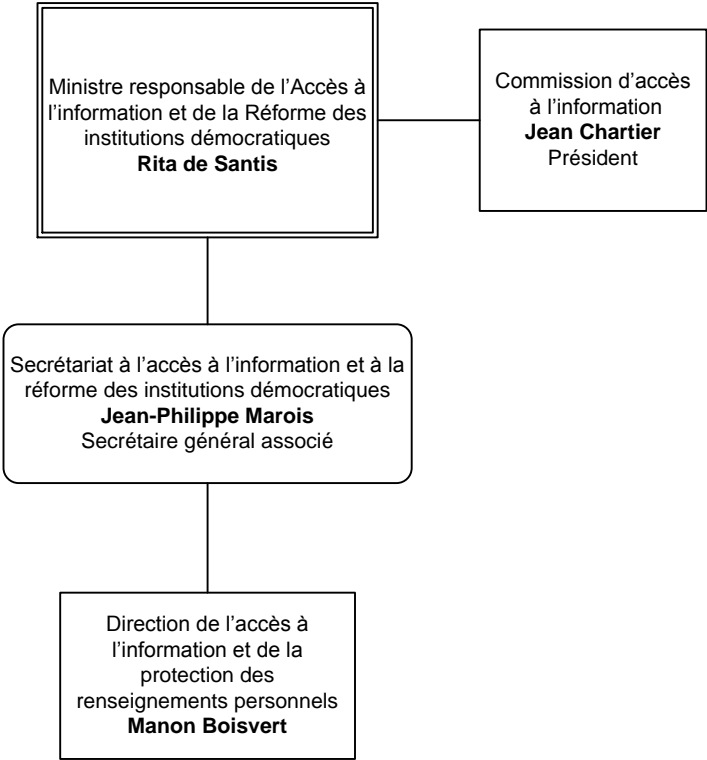 Ministre responsable de l’Accès à
l’information et de la Réforme des
institutions démocratiques
Rita de Santis
Commission d’accès
à l’information
Jean Chartier
Président
Secrétariat à l’accès à l’information et à la
réforme des institutions démocratiques
Jean-Philippe Marois
Secrétaire général associé
Direction de l’accès à
l’information et de la
protection des
renseignements personnels
Manon Boisvert